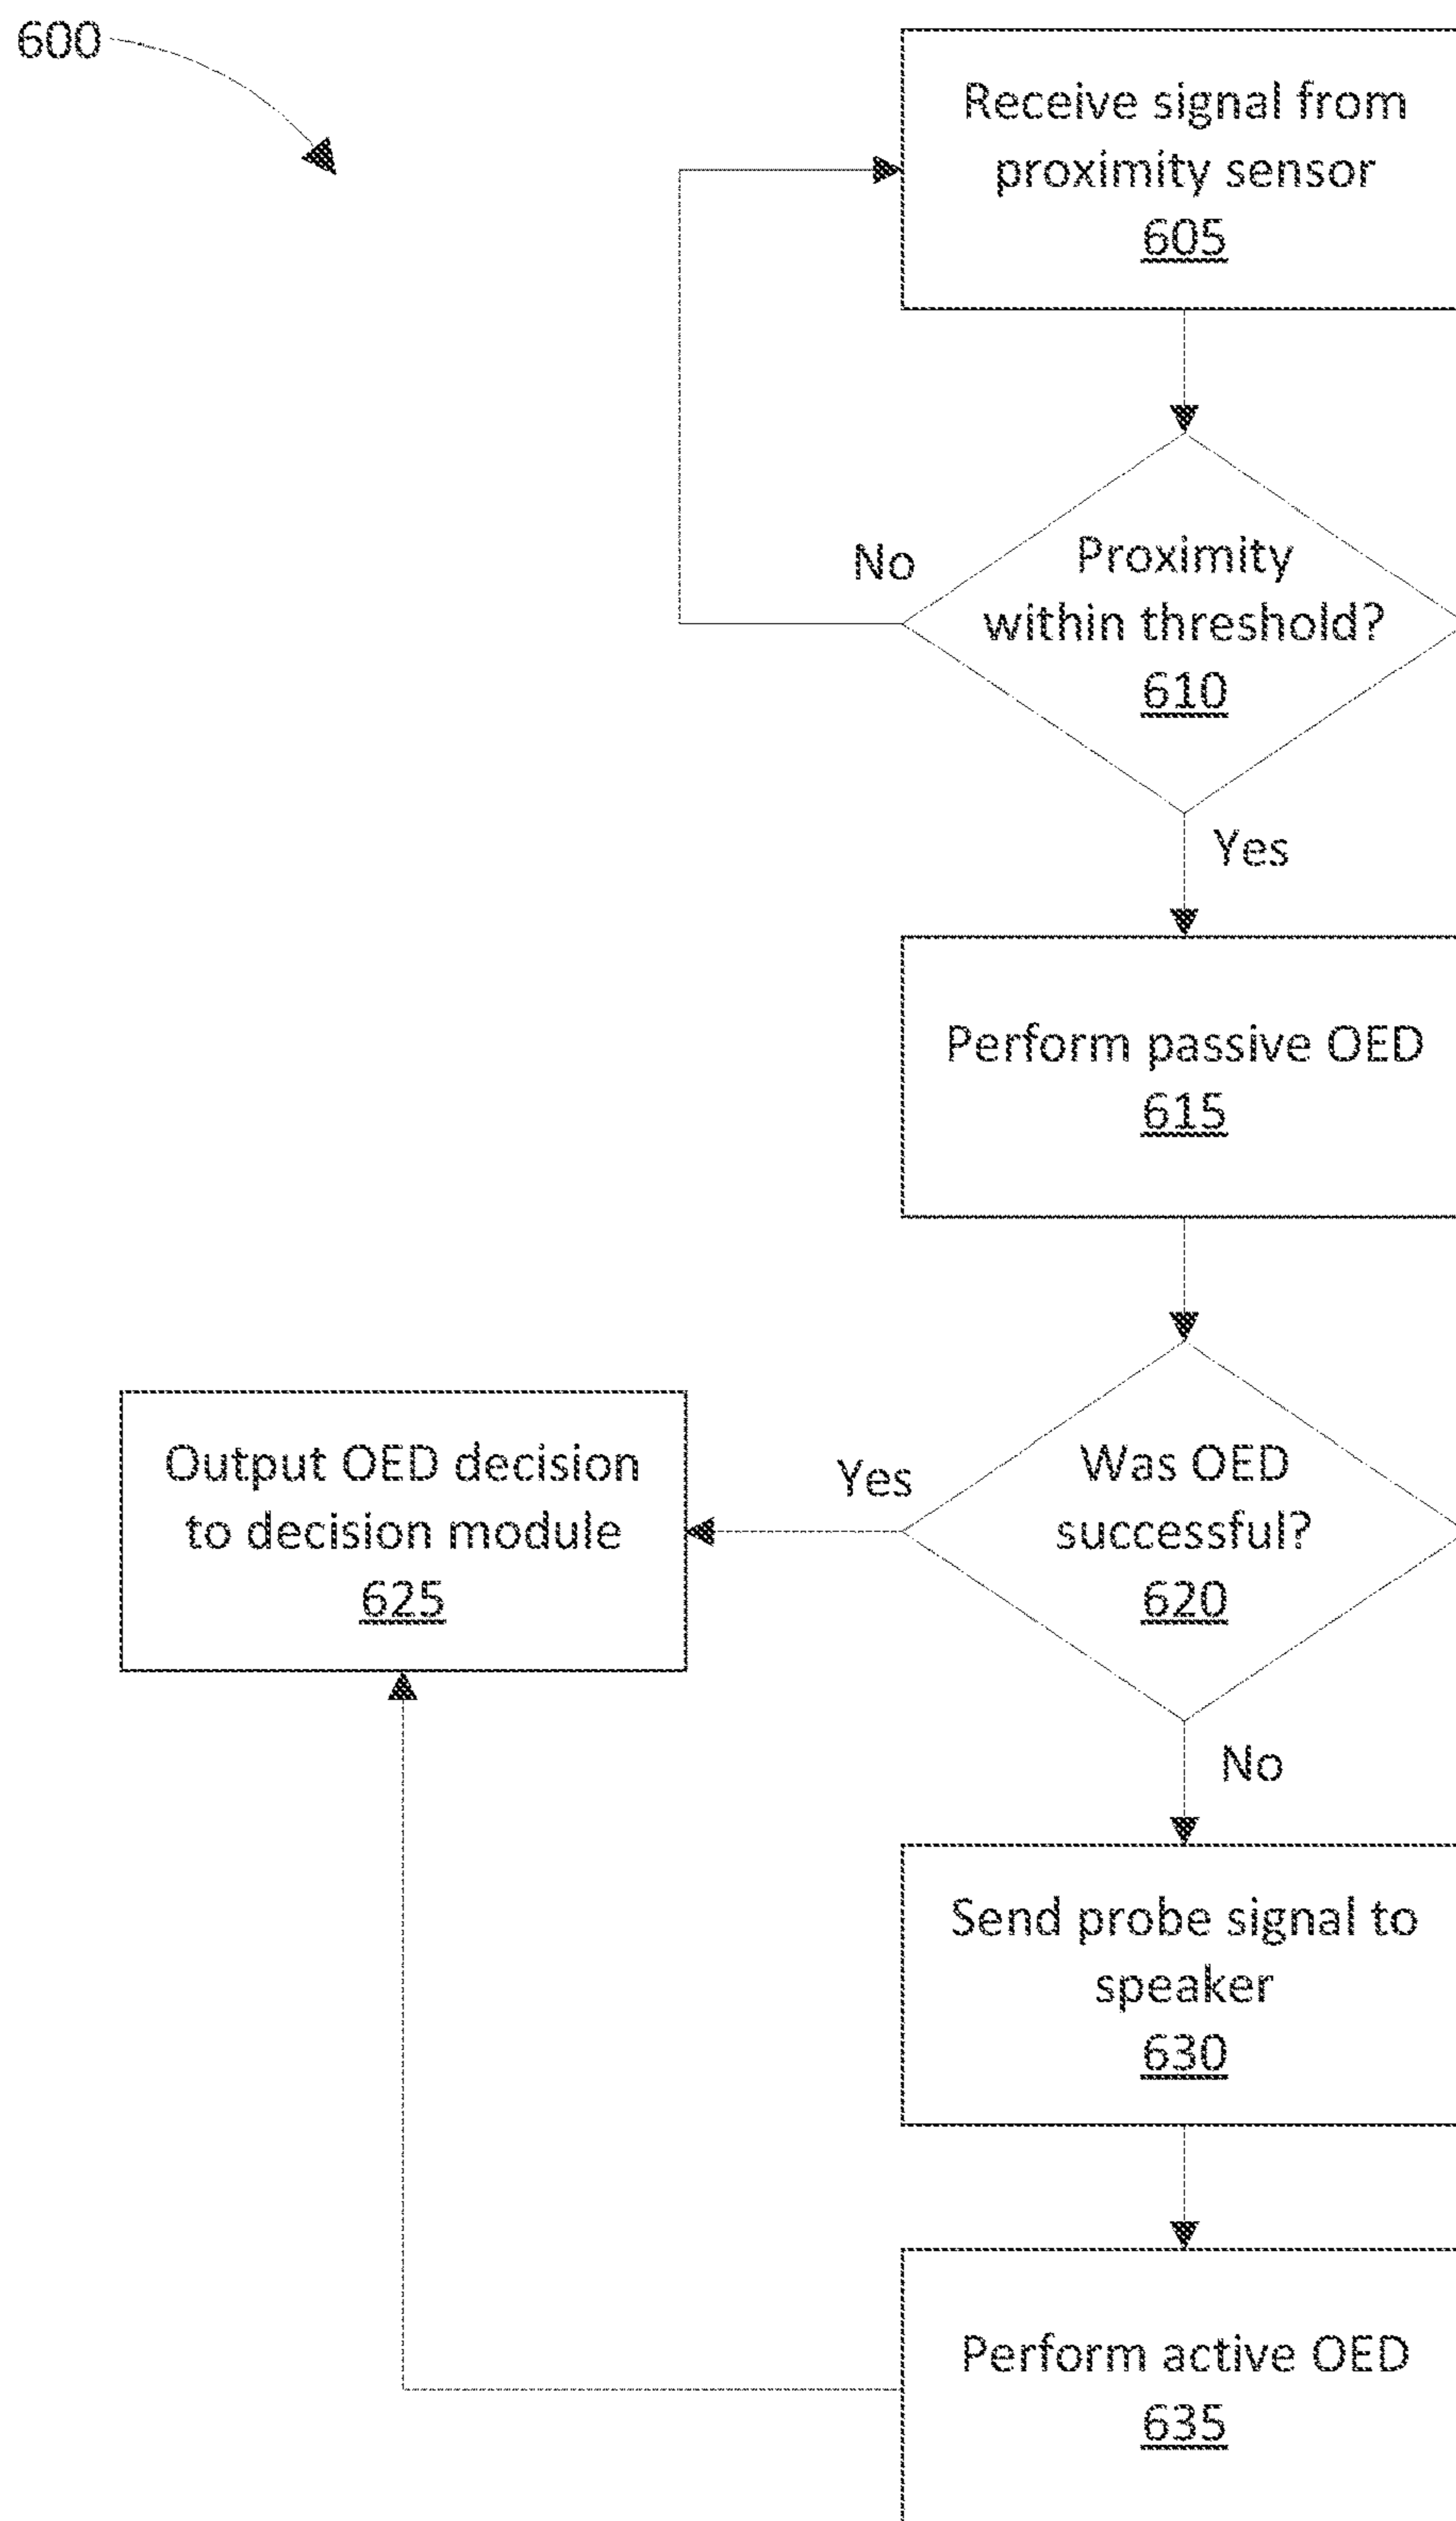 600
Receive signal from
proximity sensor
605
No
Proximity
within threshold?
610
Yes
Perform passive OED
615
Output OED decision
to decision module
625
Yes
Was OED
successful?
620
No
Send probe signal to
speaker
630
Perform active OED
635